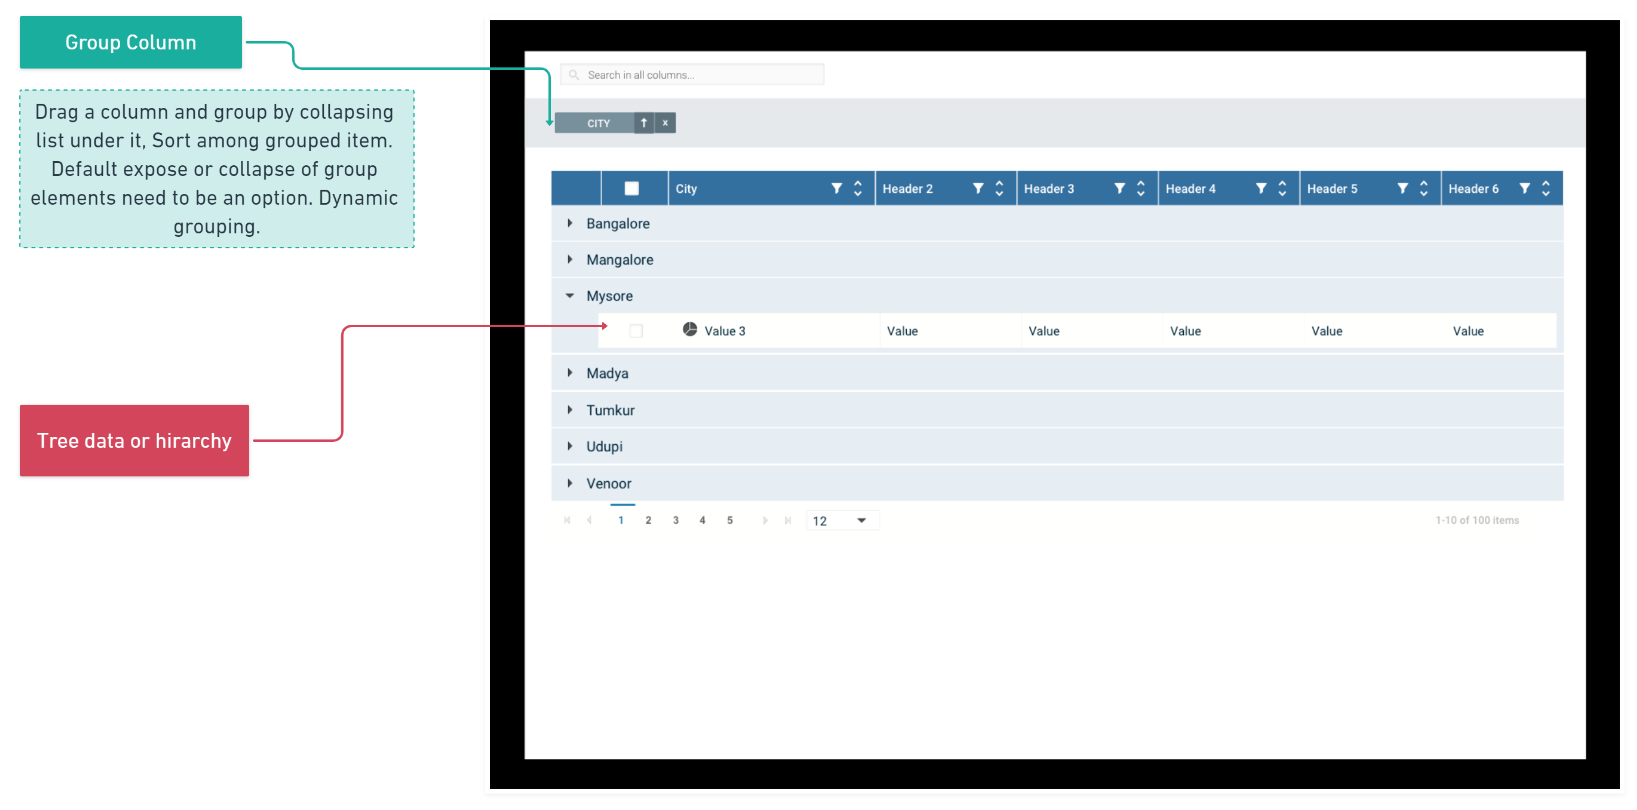 Group Column
Drag a column and group by collapsing
list under it, Sort among grouped item.
Default expose or collapse of group
elements need to be an option. Dynamic
grouping.
Tree data or hirarchy
Search in all columns...
CITY x
City Header 2 Header 3 Header 4 Header 5 Header 6
Bangalore
Mangalore
Mysore
Value 3 Value Value Value Value Value
Madya
Tumkur
Udupi
Venoor
1 2 3 4 5 12 1-10 of 100 items